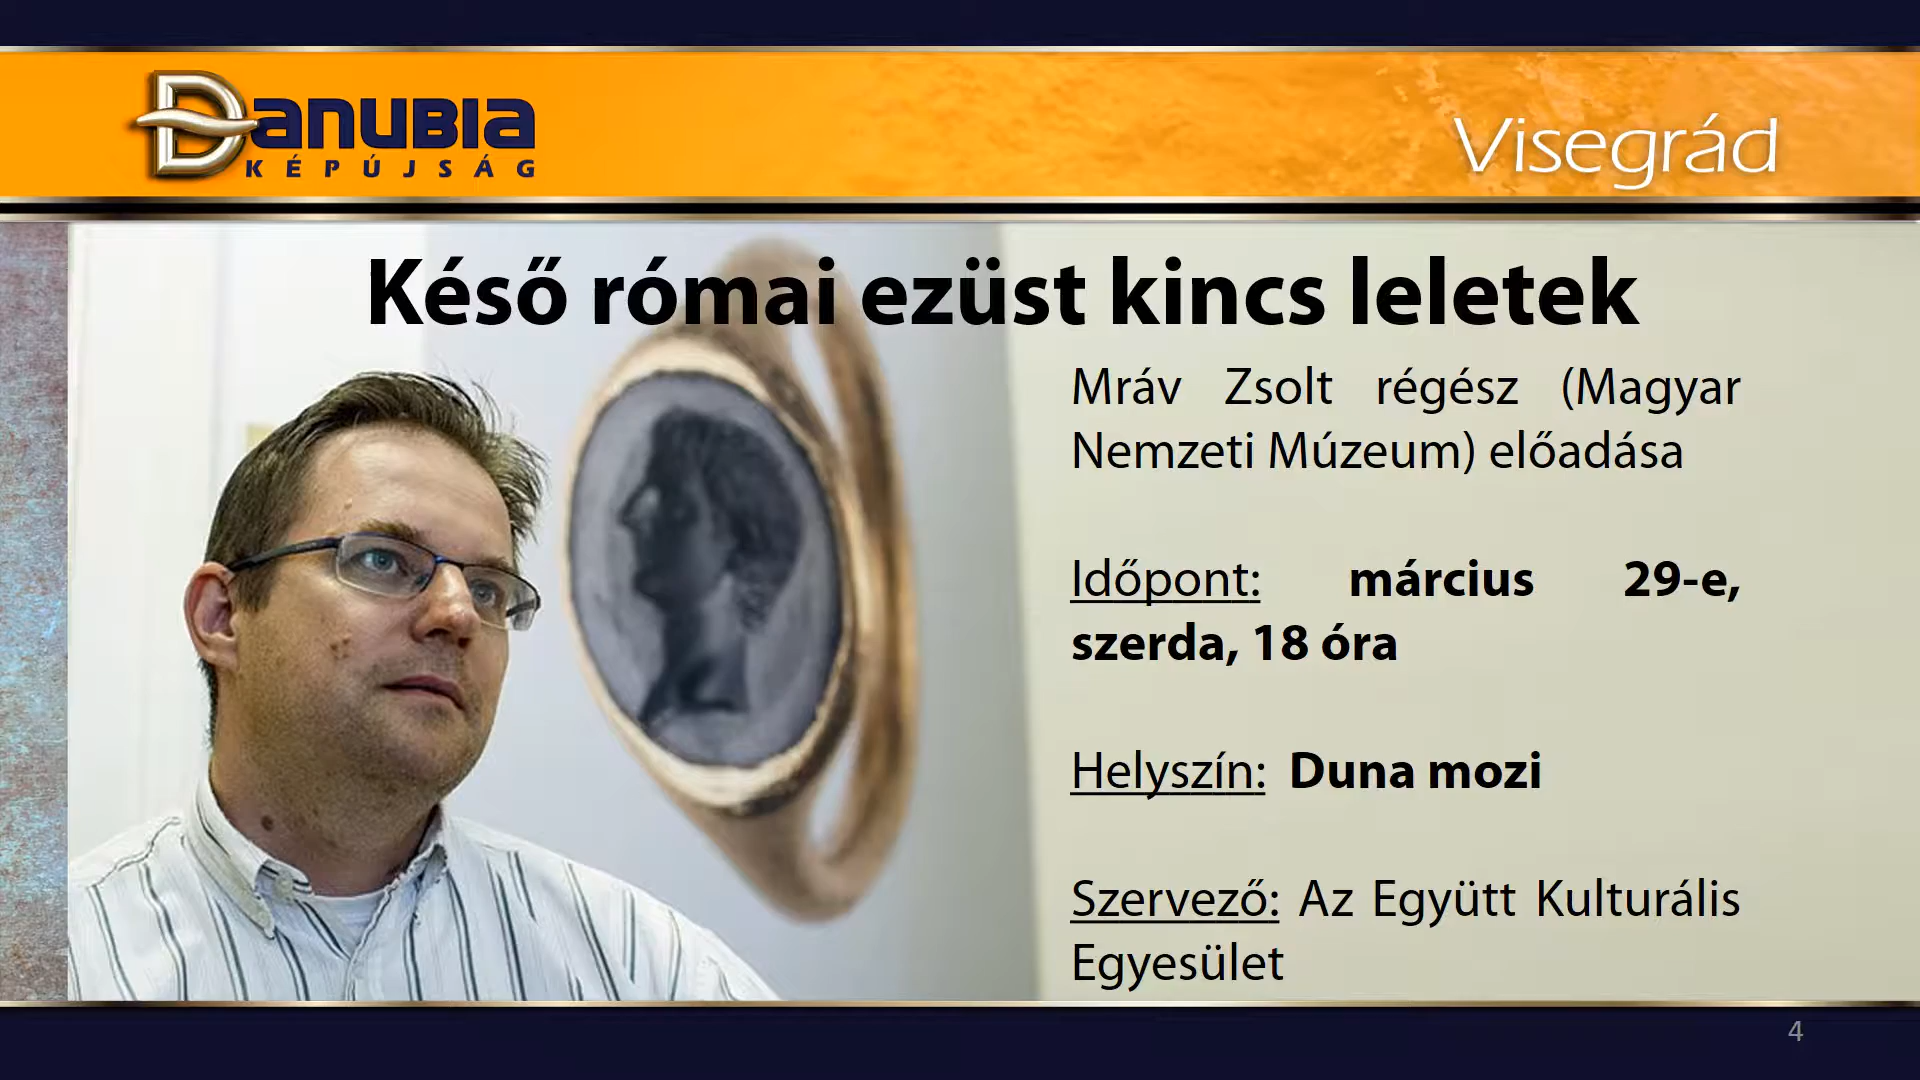 DANUBIA
KÉPÚJSÁG
Visegrád
Késő római ezüst kincs leletek
Mráv Zsolt régész (Magyar
Nemzeti Múzeum) előadása
Időpont: március 29-e,
szerda, 18 óra
Helyszín: Duna mozi
Szervező: Az Együtt Kulturális
Egyesület
4